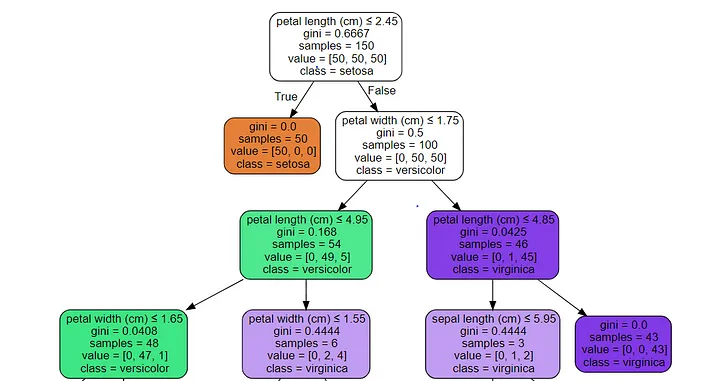 petal length (cm) ≤ 2.45
gini = 0.6667
samples = 150
value = [50, 50, 50]
class = setosa
True
False
gini = 0.0
samples = 50
value = [50, 0, 0]
class = setosa
petal width (cm) ≤ 1.75
gini = 0.5
samples = 100
value = [0, 50, 50]
class = versicolor
petal length (cm) ≤ 4.95
gini = 0.168
samples = 54
value = [0, 49, 5]
class = versicolor
petal length (cm) ≤ 4.85
gini = 0.0425
samples = 46
value = [0, 1, 45]
class = virginica
petal width (cm) ≤ 1.65
gini = 0.0408
samples = 48
value = [0, 47, 1]
class = versicolor
petal width (cm) ≤ 1.55
gini = 0.4444
samples = 6
value = [0, 2, 4]
class = virginica
sepal length (cm) ≤ 5.95
gini = 0.4444
samples = 3
value = [0, 1, 2]
class = virginica
gini = 0.0
samples = 43
value = [0, 0, 43]
class = virginica